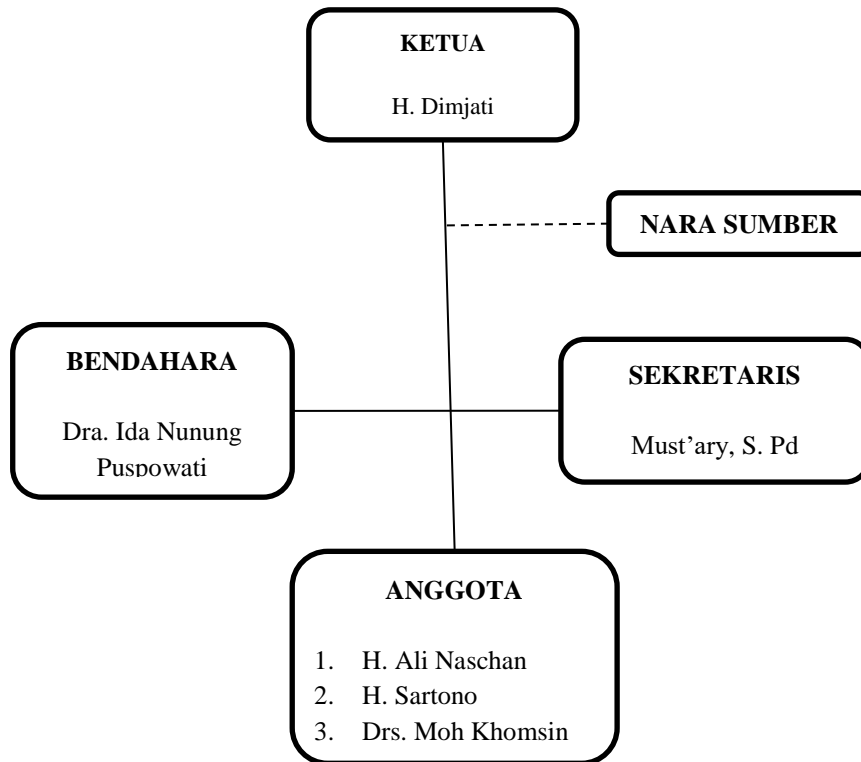 KETUA
H. Dimjati
NARA SUMBER
BENDAHARA
Dra. Ida Nunung
Puspowati
SEKRETARIS
Must’ary, S. Pd
ANGGOTA
1. H. Ali Naschan
2. H. Sartono
3. Drs. Moh Khomsin